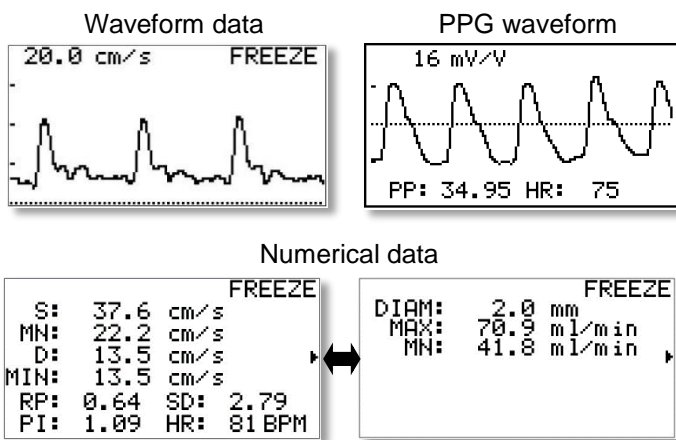 Waveform data
PPG waveform
20.0 cm/s FREEZE
16 mV/V
PP: 34.95 HR: 75
Numerical data
FREEZE
S: 37.6 cm/s
MN: 22.2 cm/s
D: 13.5 cm/s
MIN: 13.5 cm/s
RP: 0.64 SD: 2.79
PI: 1.09 HR: 81 BPM
FREEZE
DIAM: 2.0 mm
MAX: 70.9 ml/min
MN: 41.8 ml/min